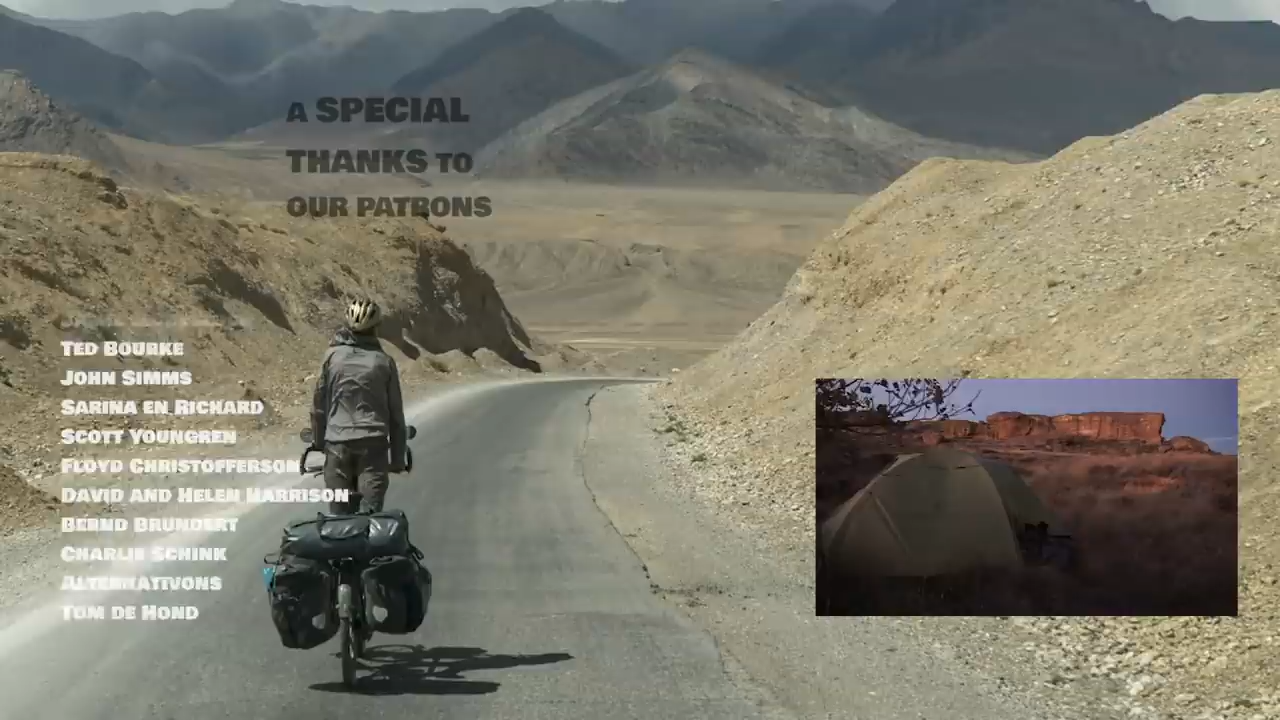 A SPECIAL
THANKS TO
OUR PATRONS
TED BOURKE
JOHN SIMMS
SARINA EN RICHARD
SCOTT YOUNGREN
FLOYD CHRISTOFFERSON
DAVID AND HELEN HARRISON
BERND BRUNDERT
CHARLIE SCHINK
ALTERNATIVONS
TOM DE HOND